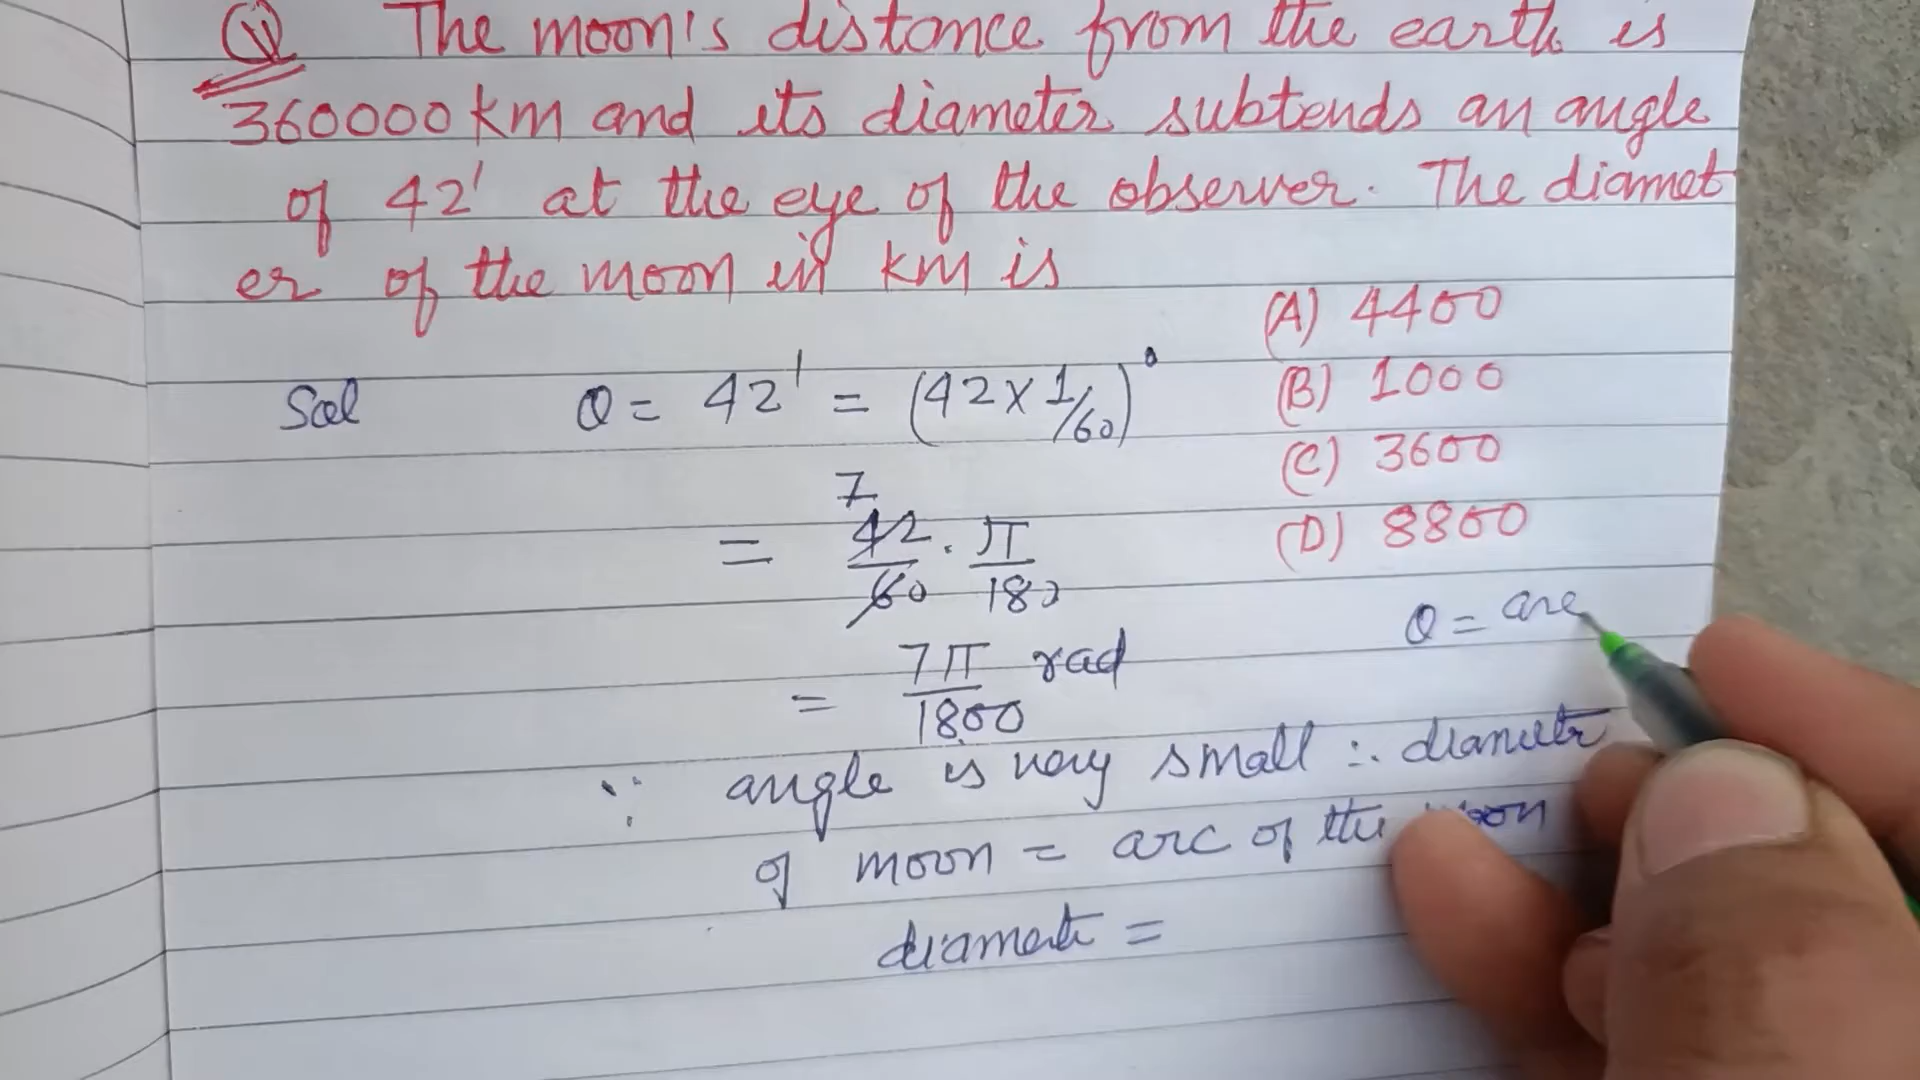 Q The moon's distance from the earth is
360000 km and its diameter subtends an angle
of 42' at the eye of the observer. The diamet
er of the moon in km is
(A) 4400
Sol θ = 42' = (42 x 1/60)°
(B) 1000
(C) 3600
7
= 42/60 . π/180
(D) 8800
θ = arc
= 7π/1800 rad
∵ angle is very small ∴ diameter
of moon = arc of the moon
diamete =